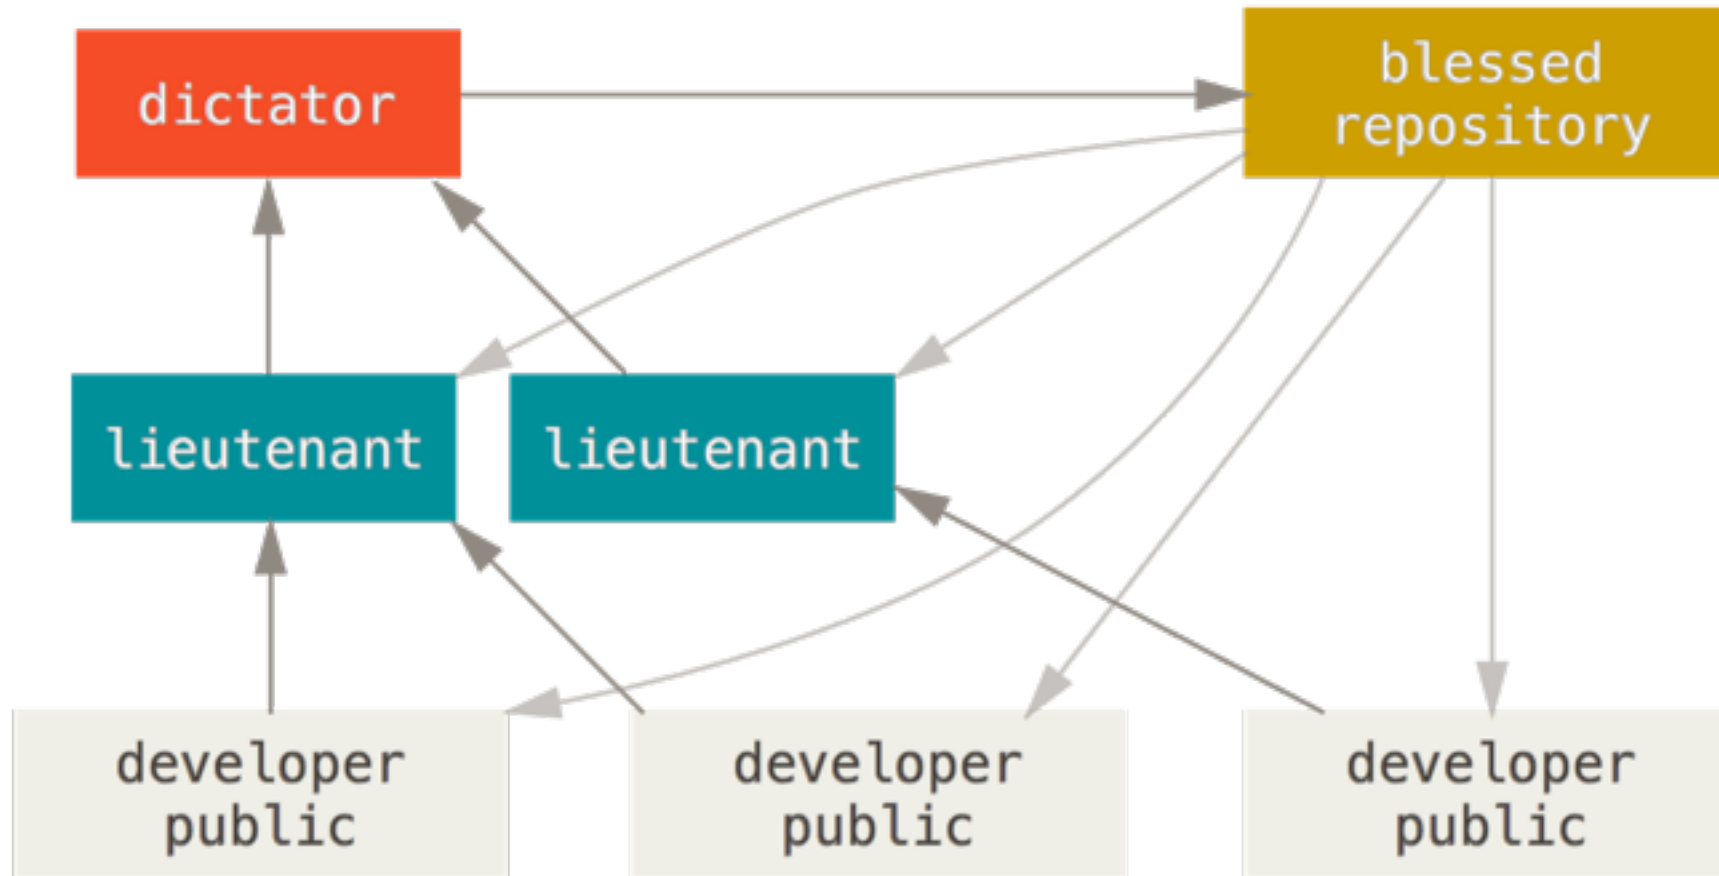 dictator
blessed
repository
lieutenant
lieutenant
developer
public
developer
public
developer
public